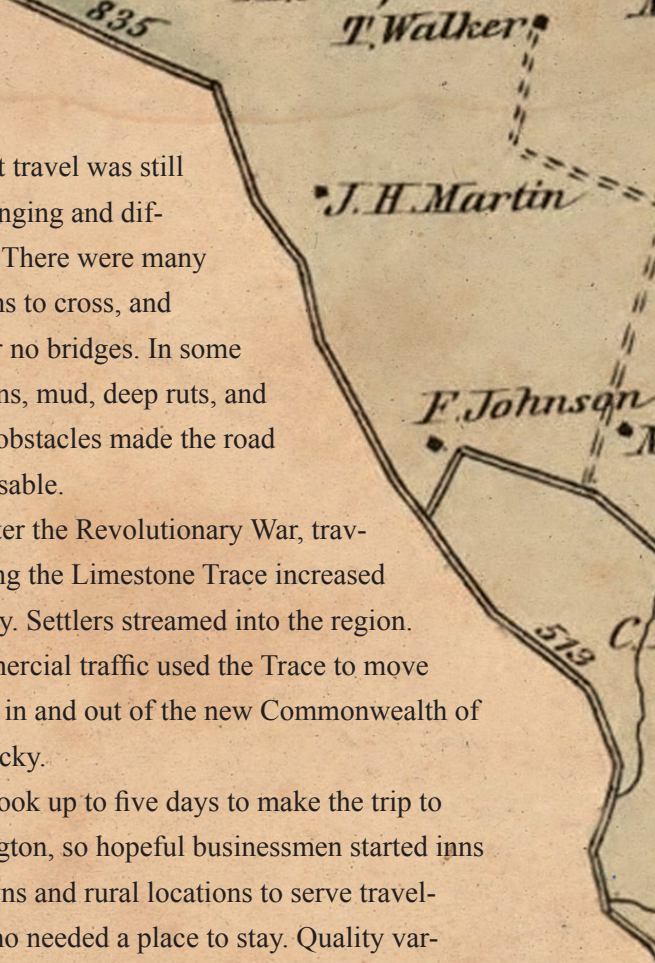 835
T. Walker
J. H. Martin
t travel was still
nging and dif-
There were many
ns to cross, and
r no bridges. In some
ns, mud, deep ruts, and
obstacles made the road
sable.
F. Johnson
ter the Revolutionary War, trav-
ng the Limestone Trace increased
y. Settlers streamed into the region.
mercial traffic used the Trace to move
in and out of the new Commonwealth of
cky.
513
C.
ook up to five days to make the trip to
gton, so hopeful businessmen started inns
ns and rural locations to serve travel-
ho needed a place to stay. Quality var-